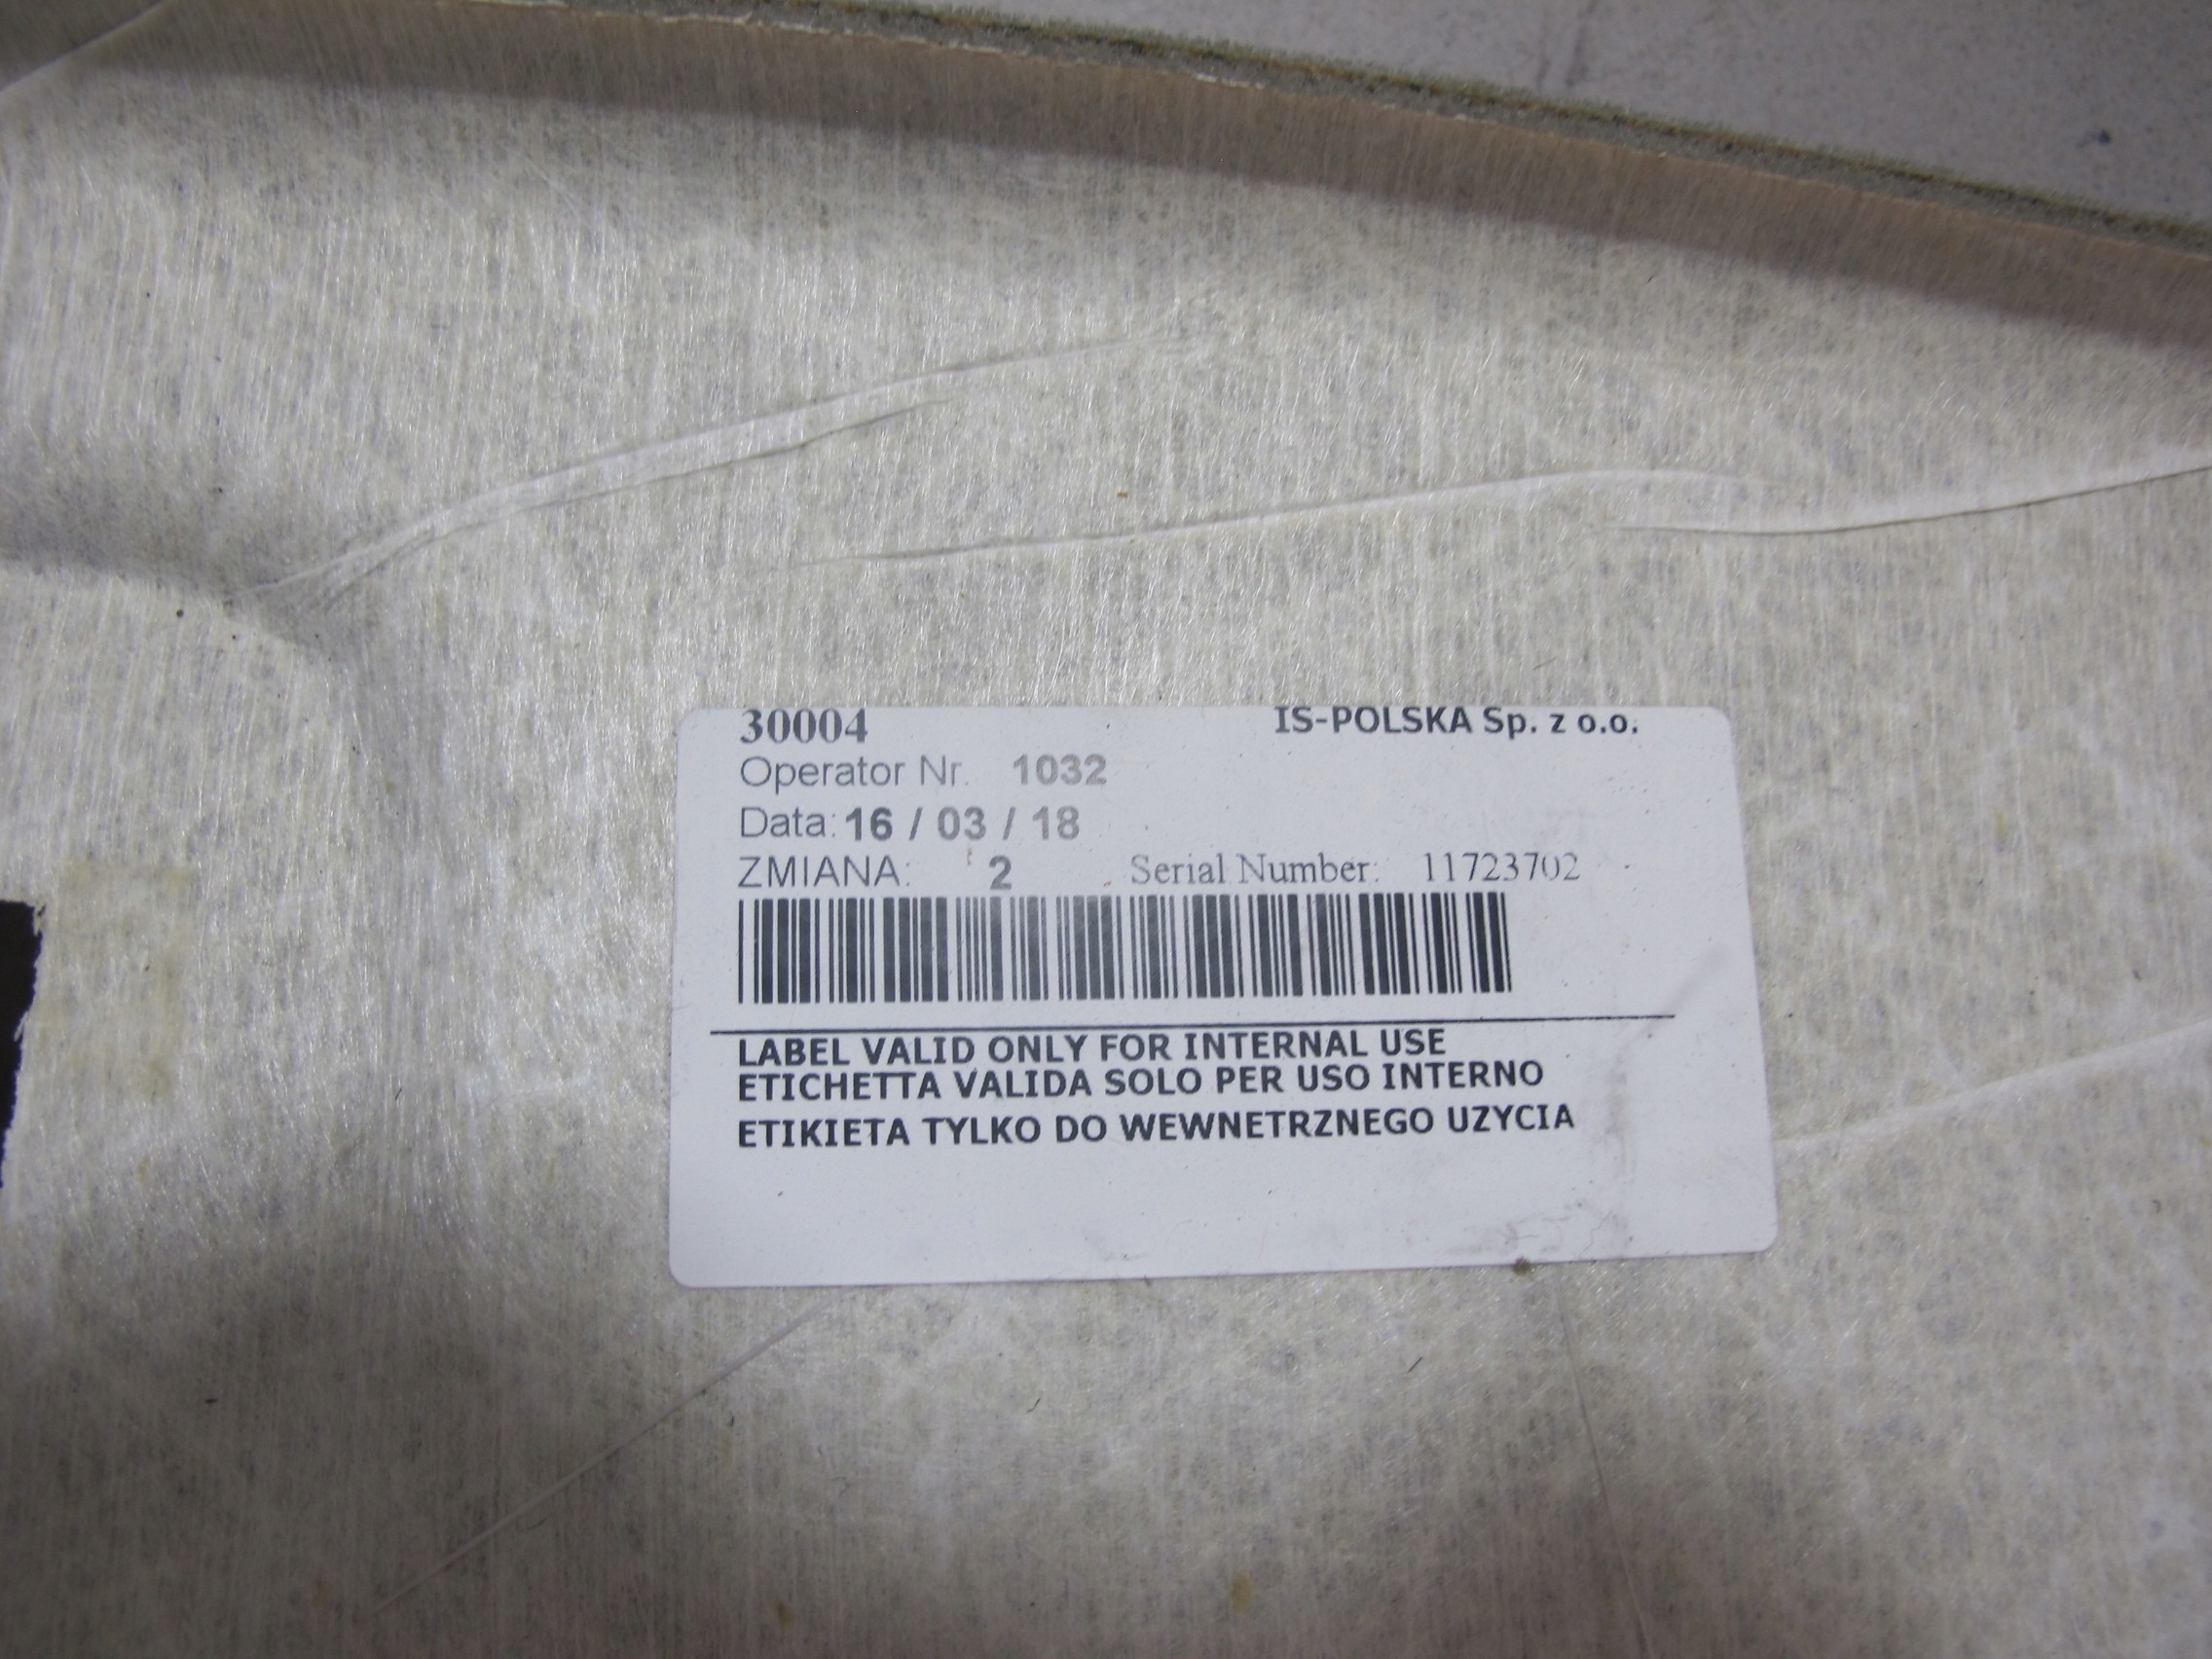 30004 IS-POLSKA Sp. z o.o.
Operator Nr. 1032
Data: 16 / 03 / 18
ZMIANA: 2 Serial Number: 11723702
LABEL VALID ONLY FOR INTERNAL USE
ETICHETTA VALIDA SOLO PER USO INTERNO
ETIKIETA TYLKO DO WEWNETRZNEGO UZYCIA